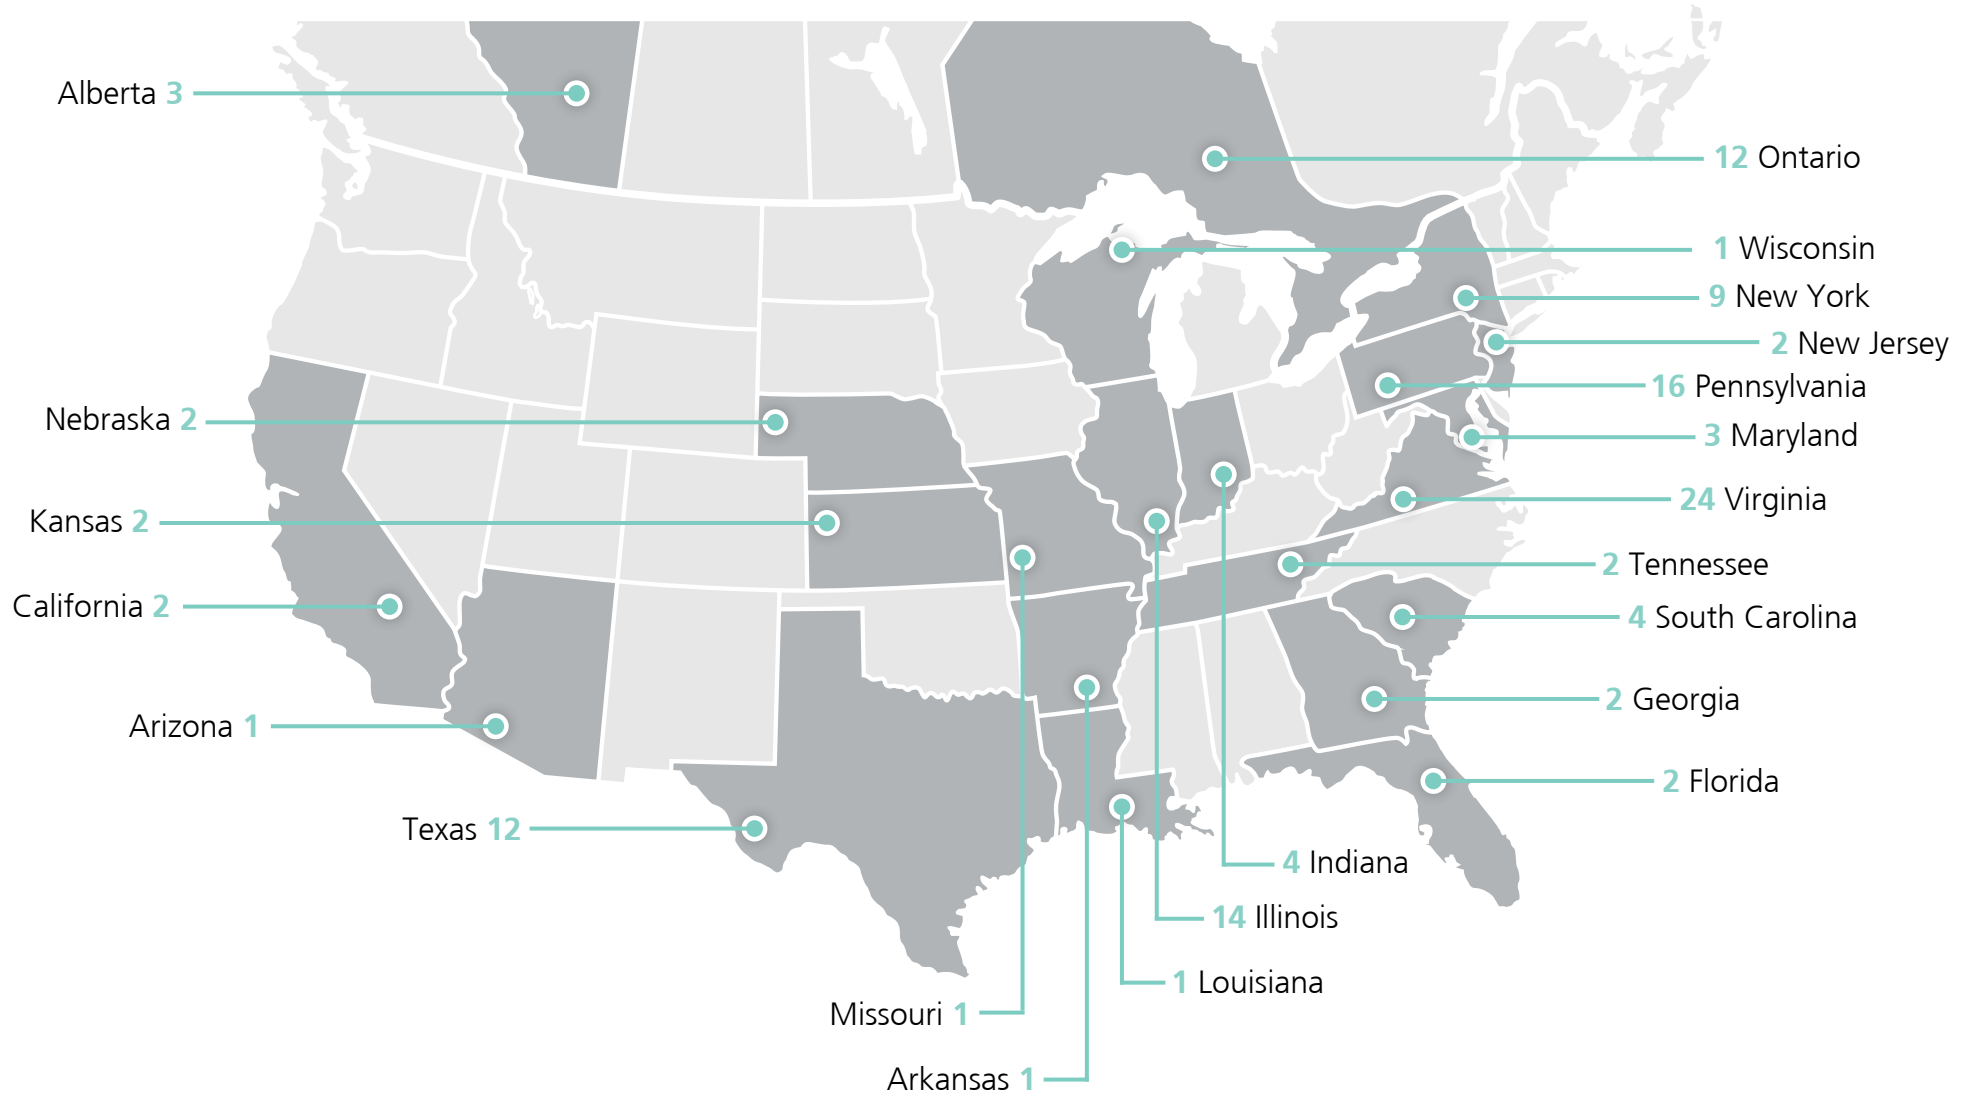 Alberta 3
12 Ontario
1 Wisconsin
9 New York
2 New Jersey
16 Pennsylvania
Nebraska 2
3 Maryland
24 Virginia
Kansas 2
2 Tennessee
California 2
4 South Carolina
2 Georgia
Arizona 1
2 Florida
Texas 12
4 Indiana
14 Illinois
1 Louisiana
Missouri 1
Arkansas 1